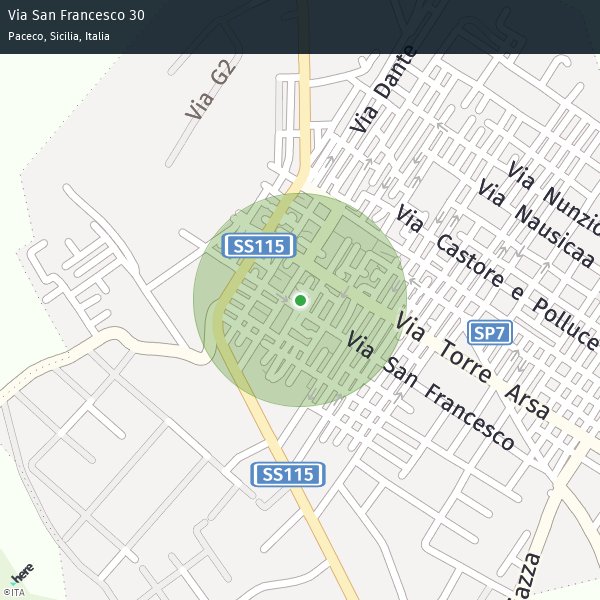 Via San Francesco 30
Paceco, Sicilia, Italia
Via G2
Via Dante
Via Nunzio
Via Nausicaa
Via Castore e Polluce
SS115
SP7
Via Torre Arsa
Via San Francesco
SS115
azza
here
©ITA